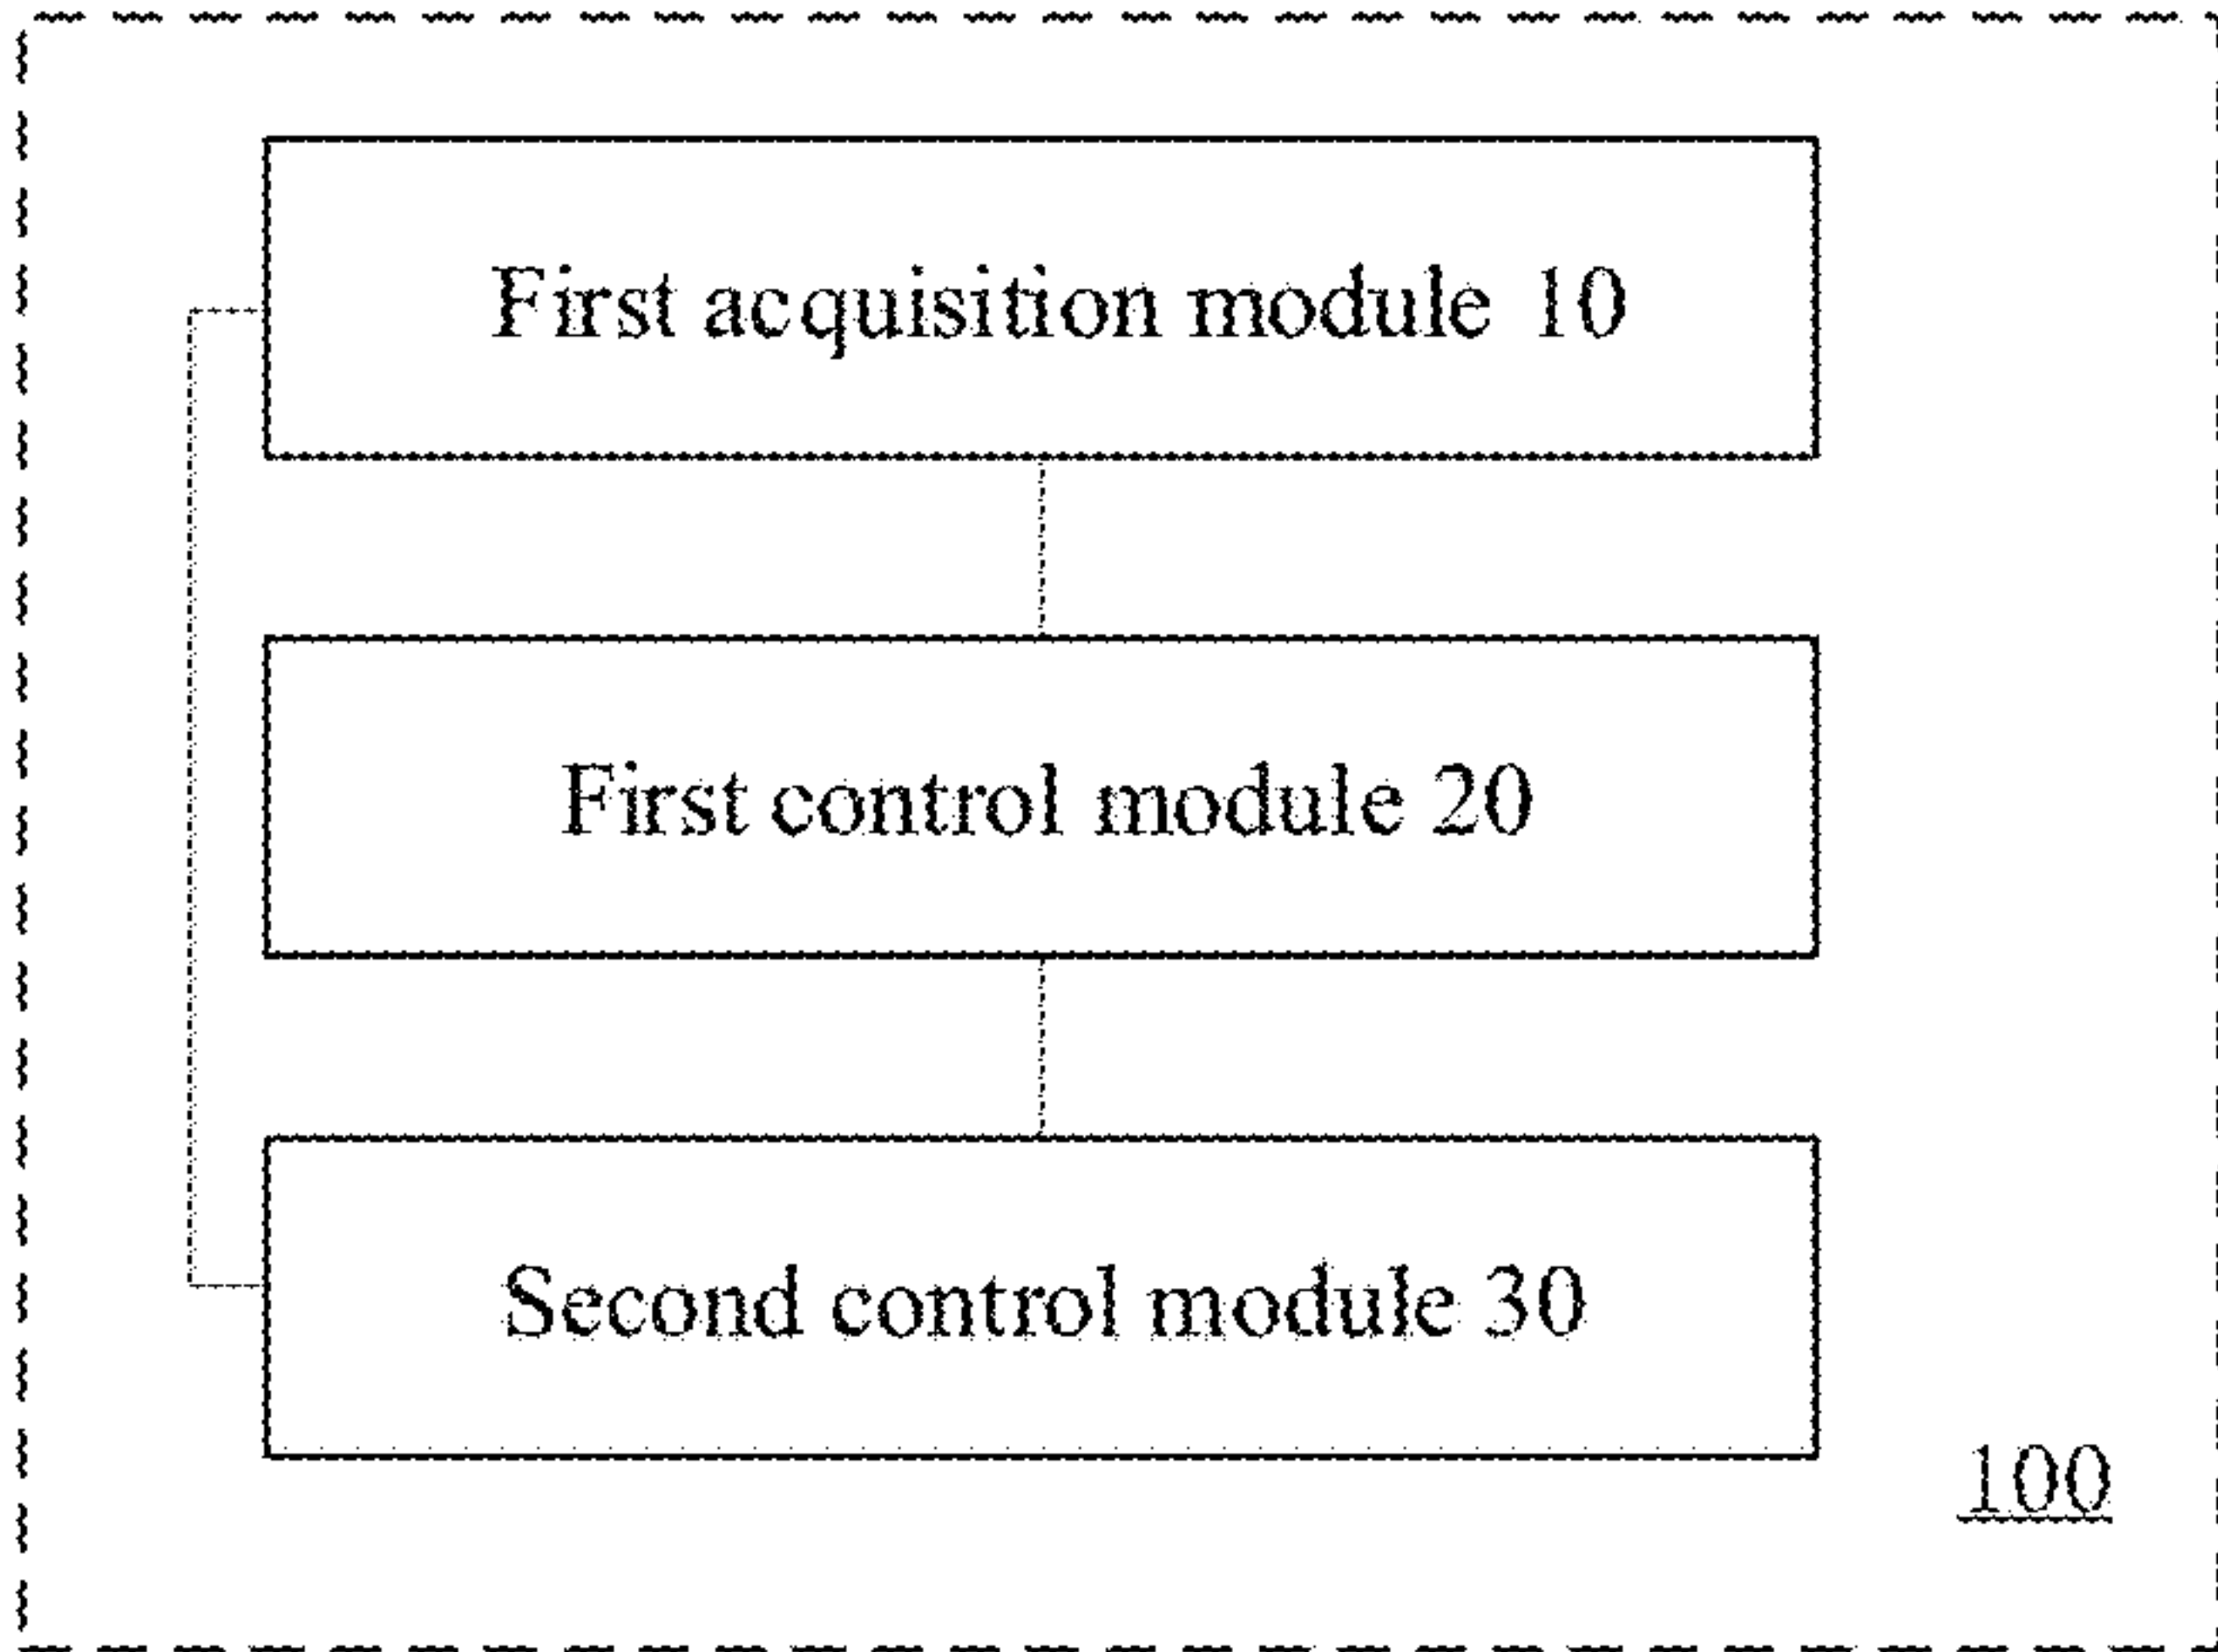 First acquisition module 10
First control module 20
Second control module 30
100